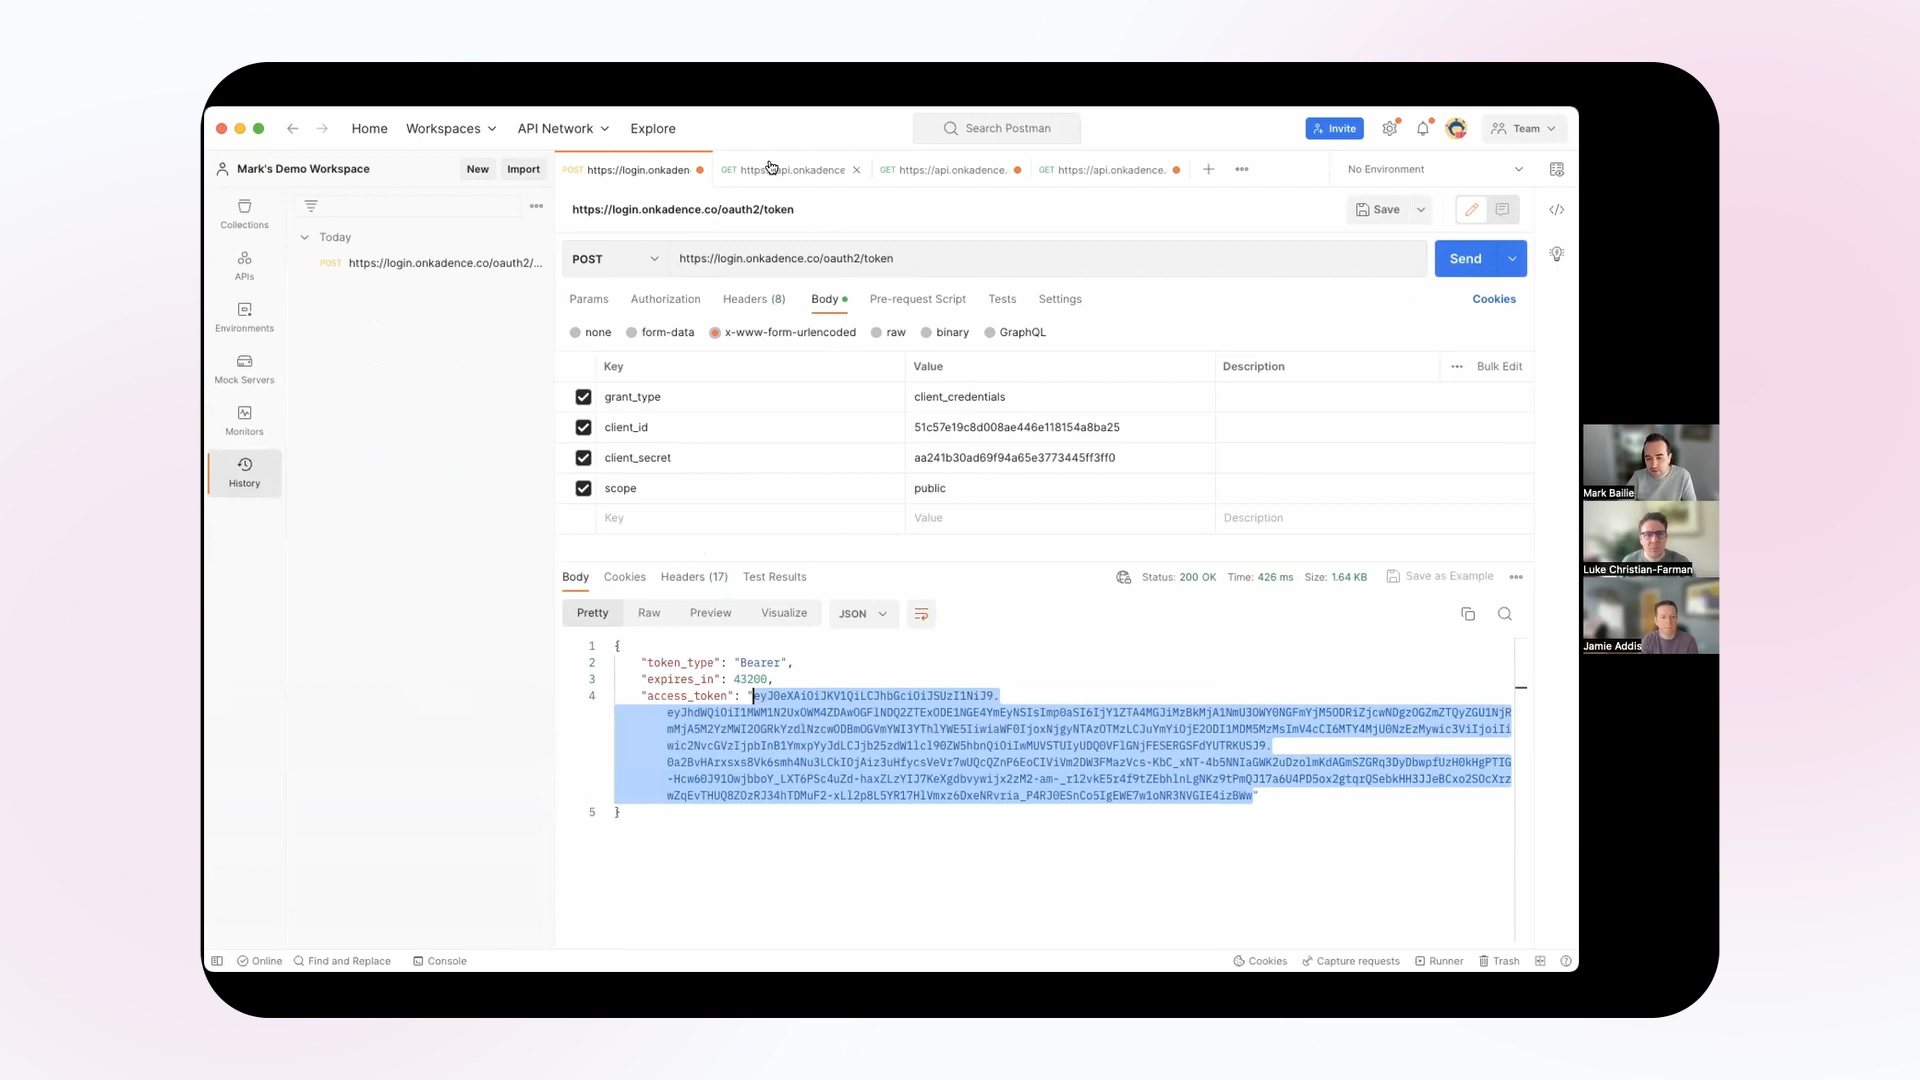 Home
Workspaces
API Network
Explore
Search Postman
Invite
Team
Mark's Demo Workspace
New
Import
POST https://login.onkaden
GET https://api.onkadence
GET https://api.onkadence.
GET https://api.onkadence.
No Environment
Collections
APIs
Environments
Mock Servers
Monitors
History
Today
POST https://login.onkadence.co/oauth2/...
https://login.onkadence.co/oauth2/token
Save
POST
https://login.onkadence.co/oauth2/token
Send
Params
Authorization
Headers (8)
Body
Pre-request Script
Tests
Settings
Cookies
none
form-data
x-www-form-urlencoded
raw
binary
GraphQL
Key Value Description Bulk Edit
grant_type client_credentials
client_id 51c57e19c8d008ae446e118154a8ba25
client_secret aa241b30ad69f94a65e3773445ff3ff0
scope public
Key Value Description
Body Cookies Headers (17) Test Results
Status: 200 OK Time: 426 ms Size: 1.64 KB
Save as Example
Pretty Raw Preview Visualize JSON
1 {
2 "token_type": "Bearer",
3 "expires_in": 43200,
4 "access_token": "eyJ0eXAiOiJKV1QiLCJhbGciOiJSUzI1NiJ9.
5 }
Mark Bailie
Luke Christian-Farman
Jamie Addis
Online
Find and Replace
Console
Cookies
Capture requests
Runner
Trash